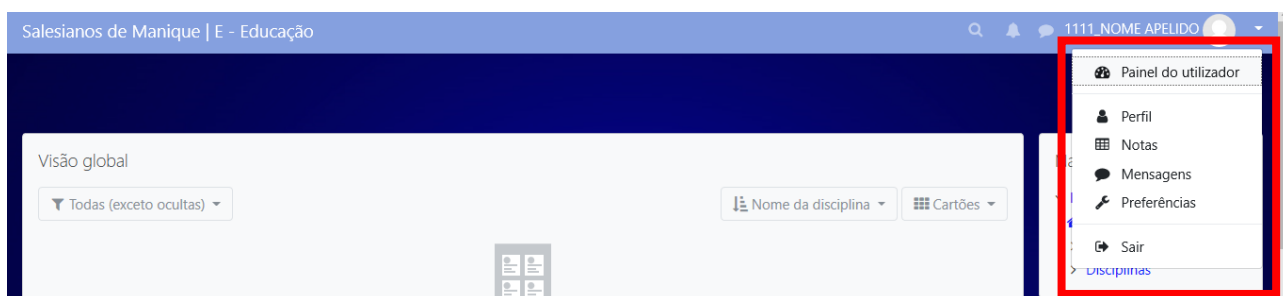 Salesianos de Manique | E - Educação
1111_NOME APELIDO
Painel do utilizador
Perfil
Notas
Mensagens
Preferências
Sair
Visão global
Todas (exceto ocultas)
Nome da disciplina
Cartões
Disciplinas